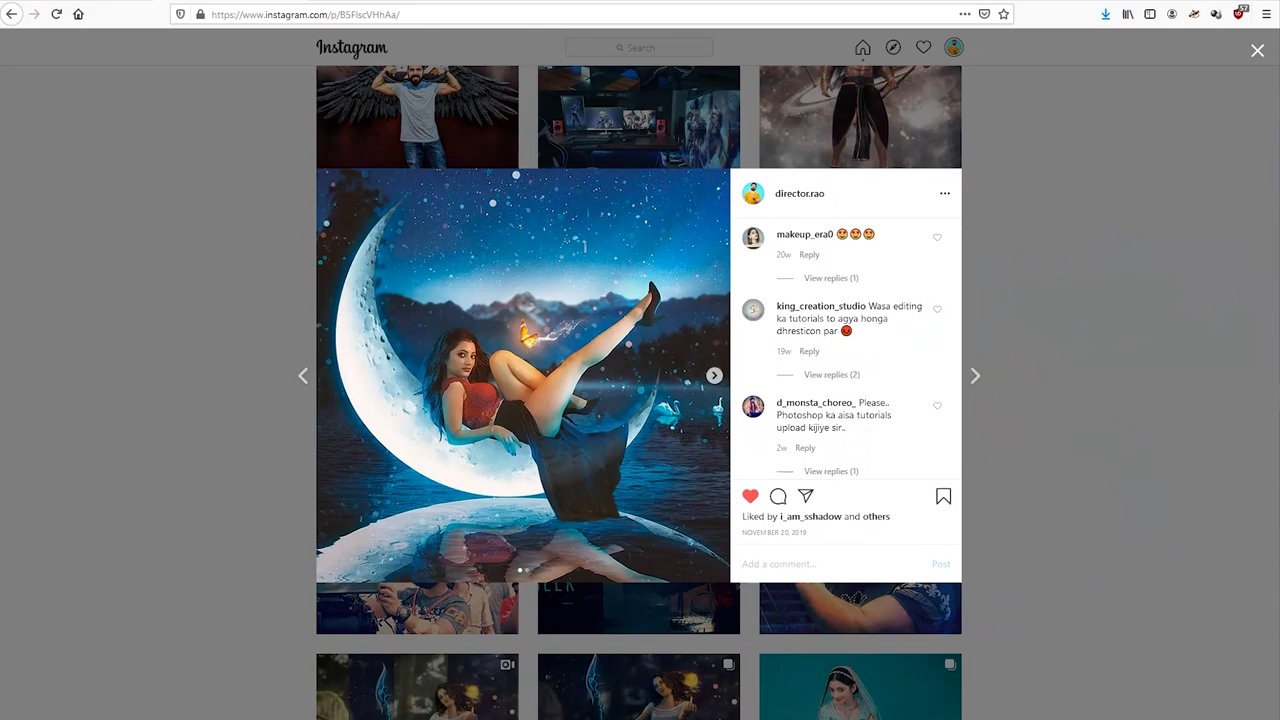 https://www.instagram.com/p/B5FlscVHhAa/
57
Instagram
Search
director.rao
makeup_era0 😍😍😍
20w Reply
View replies (1)
king_creation_studio Wasa editing
ka tutorials to agya honga
dhresticon par 😡
19w Reply
View replies (2)
d_monsta_choreo_ Please..
Photoshop ka aisa tutorials
upload kijiye sir..
2w Reply
View replies (1)
Liked by i_am_sshadow and others
NOVEMBER 20, 2019
Add a comment... Post